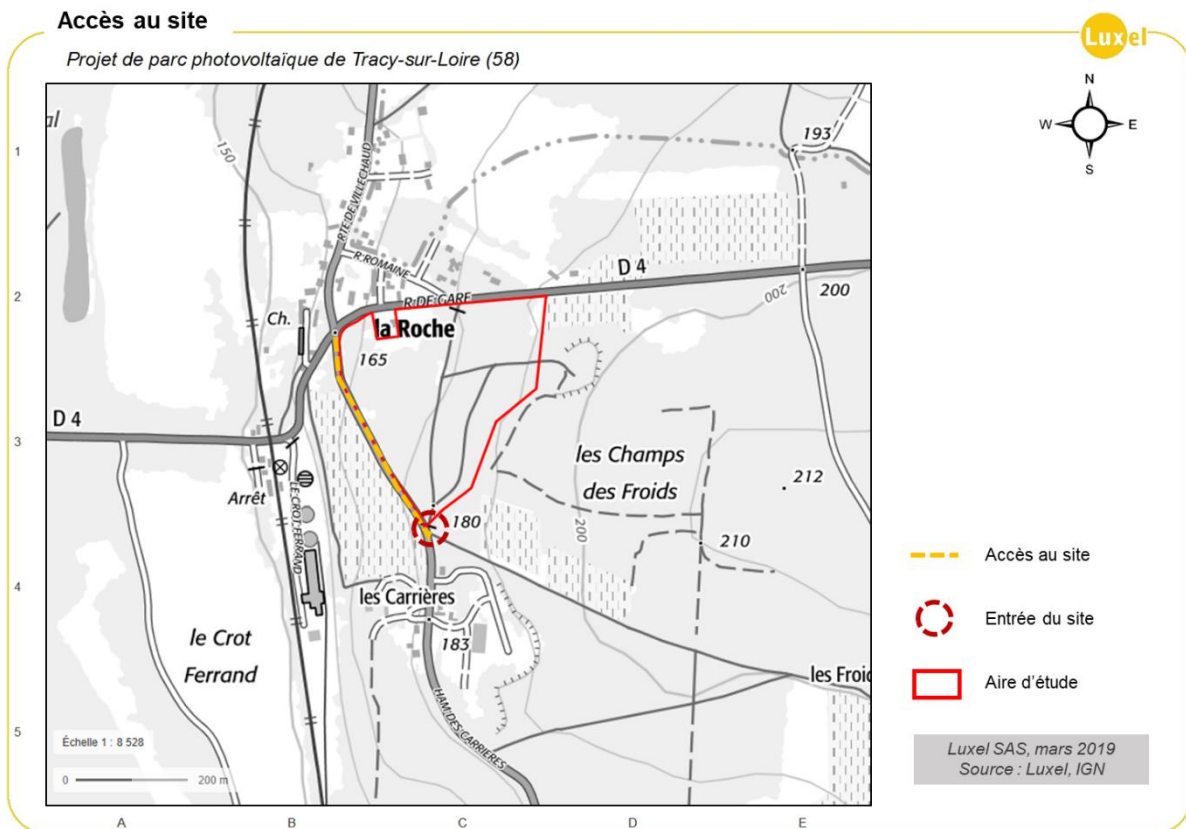 Accès au site
Luxel
Projet de parc photovoltaïque de Tracy-sur-Loire (58)
N
W E
S
1
2
3
4
5
al
150
193
RTE DE VILLECHAUD
R. ROMAINE
D 4
R. DE GARE
200
200
Ch.
la Roche
165
D 4
les Champs
des Froids
212
Arrêt
LE CROT FERRAND
180
200
210
les Carrières
183
le Crot
Ferrand
les Froid
HAM. DES CARRIERES
Échelle 1 : 8 528
0 200 m
A B C D E
Accès au site
Entrée du site
Aire d'étude
Luxel SAS, mars 2019
Source : Luxel, IGN